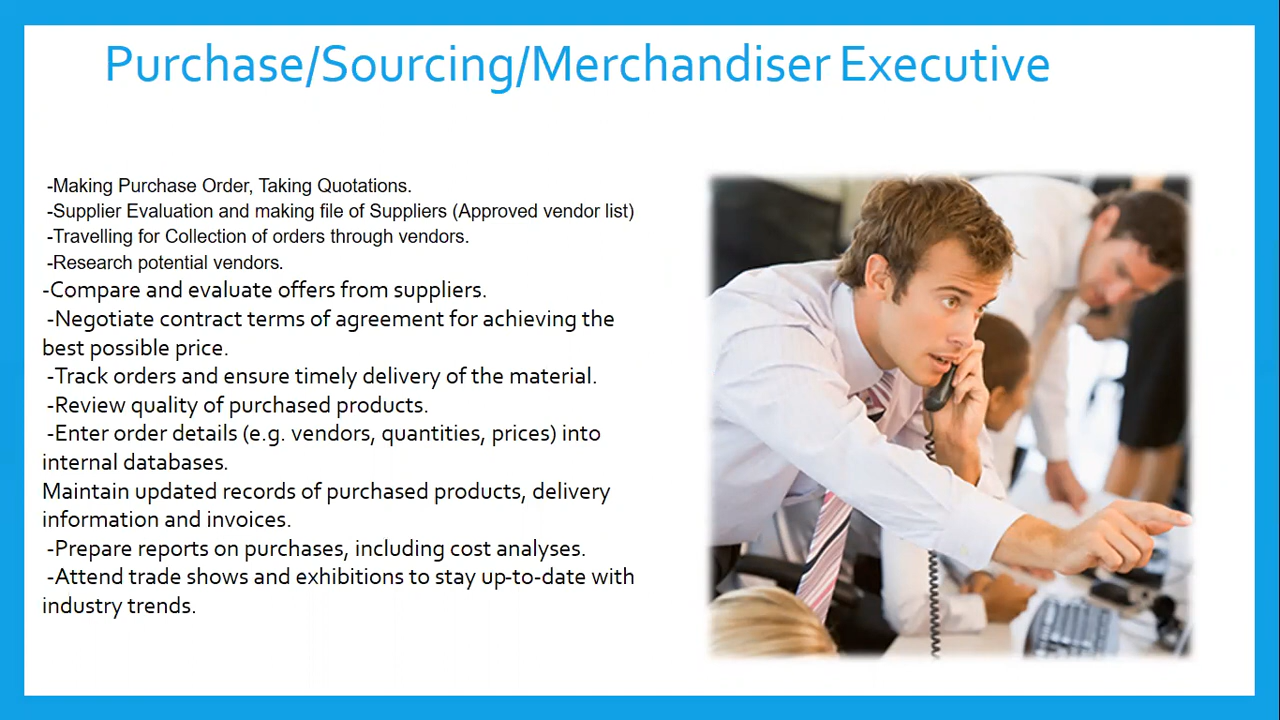 Purchase/Sourcing/Merchandiser Executive
-Making Purchase Order, Taking Quotations.
-Supplier Evaluation and making file of Suppliers (Approved vendor list)
-Travelling for Collection of orders through vendors.
-Research potential vendors.
-Compare and evaluate offers from suppliers.
-Negotiate contract terms of agreement for achieving the
best possible price.
-Track orders and ensure timely delivery of the material.
-Review quality of purchased products.
-Enter order details (e.g. vendors, quantities, prices) into
internal databases.
Maintain updated records of purchased products, delivery
information and invoices.
-Prepare reports on purchases, including cost analyses.
-Attend trade shows and exhibitions to stay up-to-date with
industry trends.